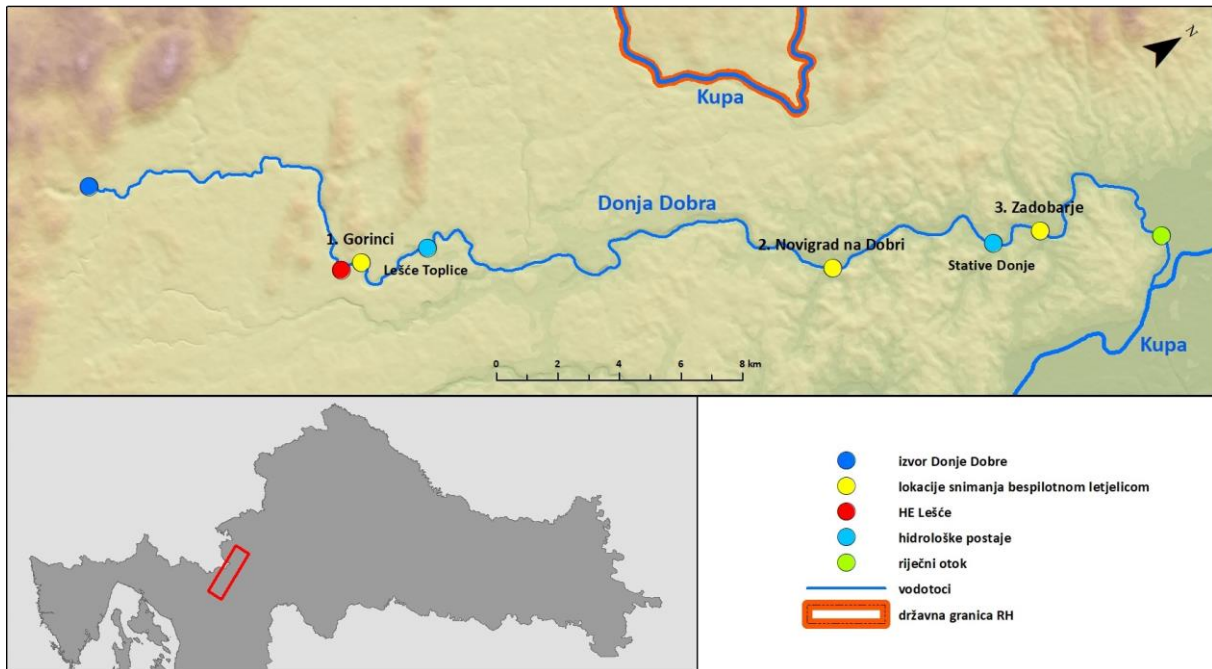 N
Kupa
Donja Dobra
3. Zadobarje
1. Gorinci
2. Novigrad na Dobri
Lešće Toplice
Stative Donje
Kupa
0 2 4 6 8 km
izvor Donje Dobre
lokacije snimanja bespilotnom letjelicom
HE Lešće
hidrološke postaje
riječni otok
vodotoci
državna granica RH